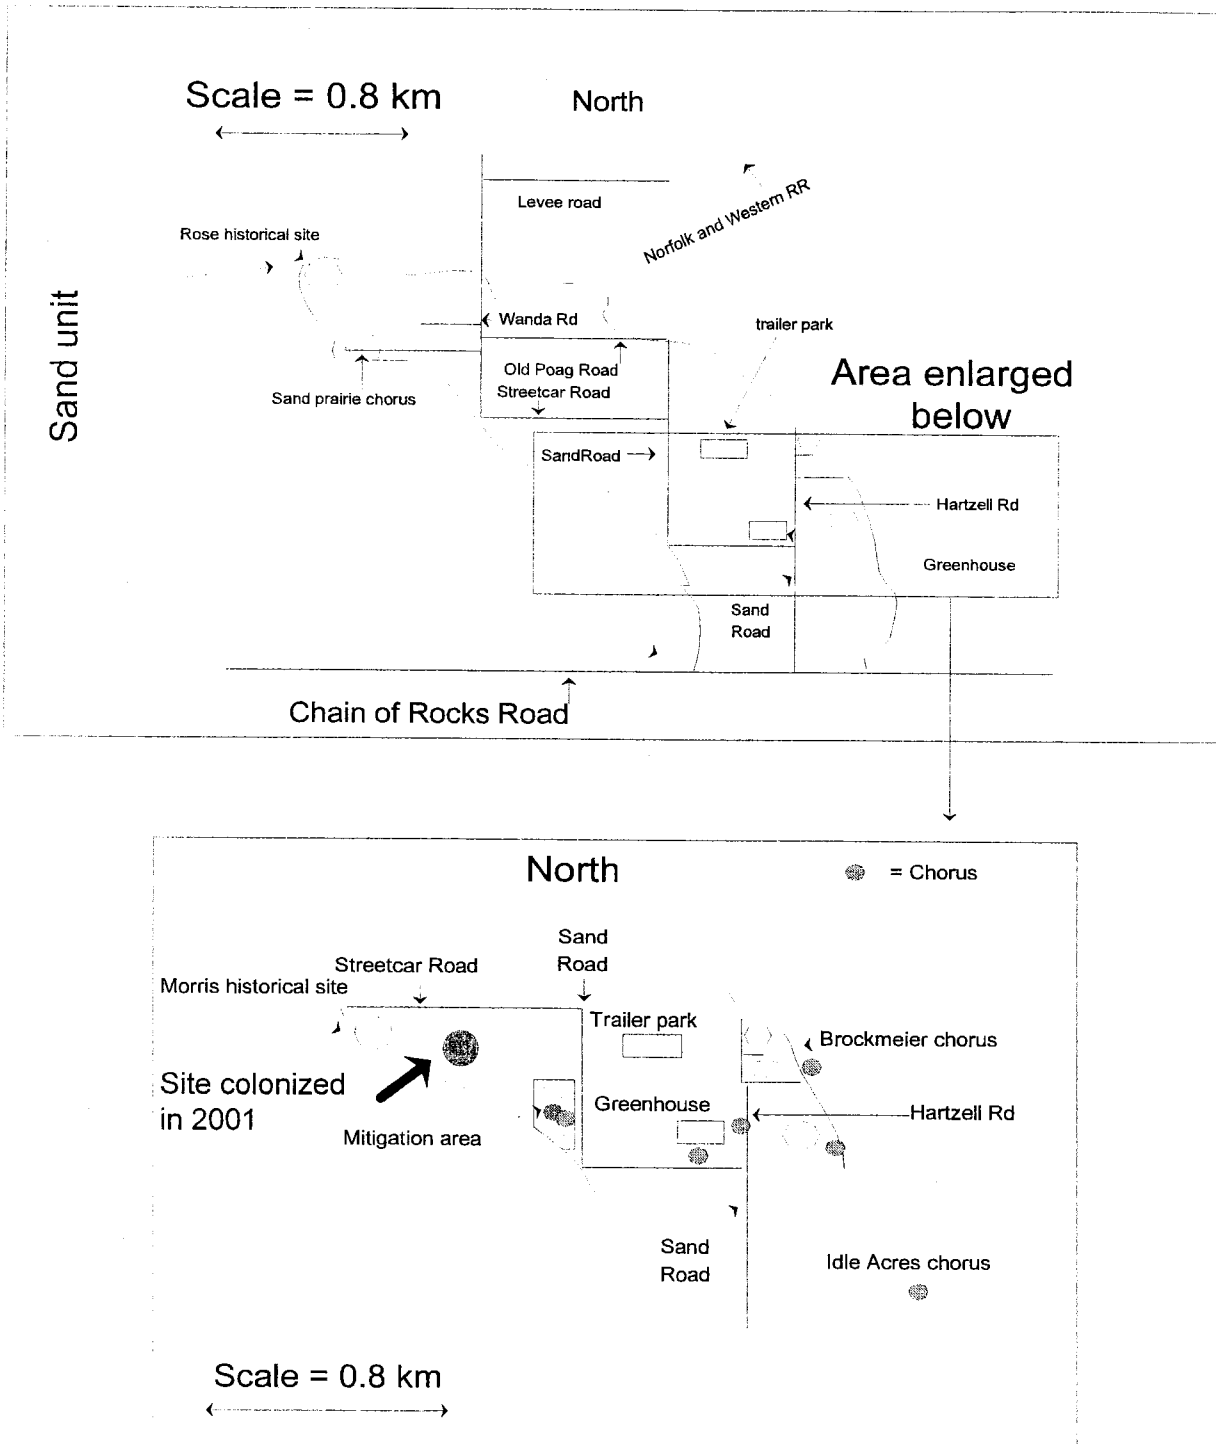 Scale = 0.8 km
North
Levee road
Norfolk and Western RR
Rose historical site
Sand unit
Wanda Rd
trailer park
Old Poag Road
Area enlarged
below
Streetcar Road
Sand prairie chorus
SandRoad
Hartzell Rd
Greenhouse
Sand
Road
Chain of Rocks Road
North
= Chorus
Sand
Road
Streetcar Road
Morris historical site
Trailer park
Brockmeier chorus
Site colonized
in 2001
Greenhouse
Hartzell Rd
Mitigation area
Sand
Road
Idle Acres chorus
Scale = 0.8 km